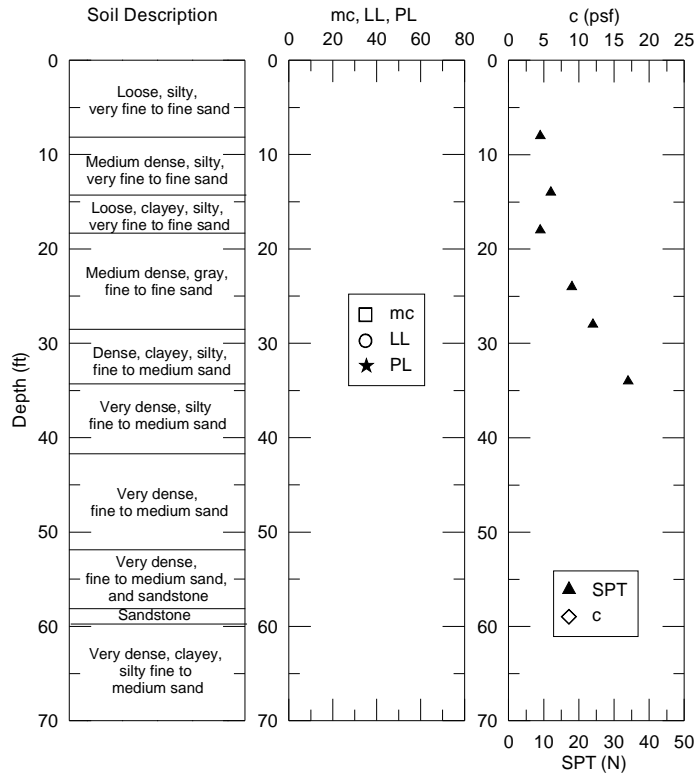 Soil Description
mc, LL, PL
c (psf)
0 20 40 60 80
0 5 10 15 20 25
Depth (ft)
0
10
20
30
40
50
60
70
Loose, silty,
very fine to fine sand
Medium dense, silty,
very fine to fine sand
Loose, clayey, silty,
very fine to fine sand
Medium dense, gray,
fine to fine sand
Dense, clayey, silty,
fine to medium sand
Very dense, silty
fine to medium sand
Very dense,
fine to medium sand
Very dense,
fine to medium sand,
and sandstone
Sandstone
Very dense, clayey,
silty fine to
medium sand
0
10
20
30
40
50
60
70
mc
LL
PL
0
10
20
30
40
50
60
70
SPT
c
0 10 20 30 40 50
SPT (N)